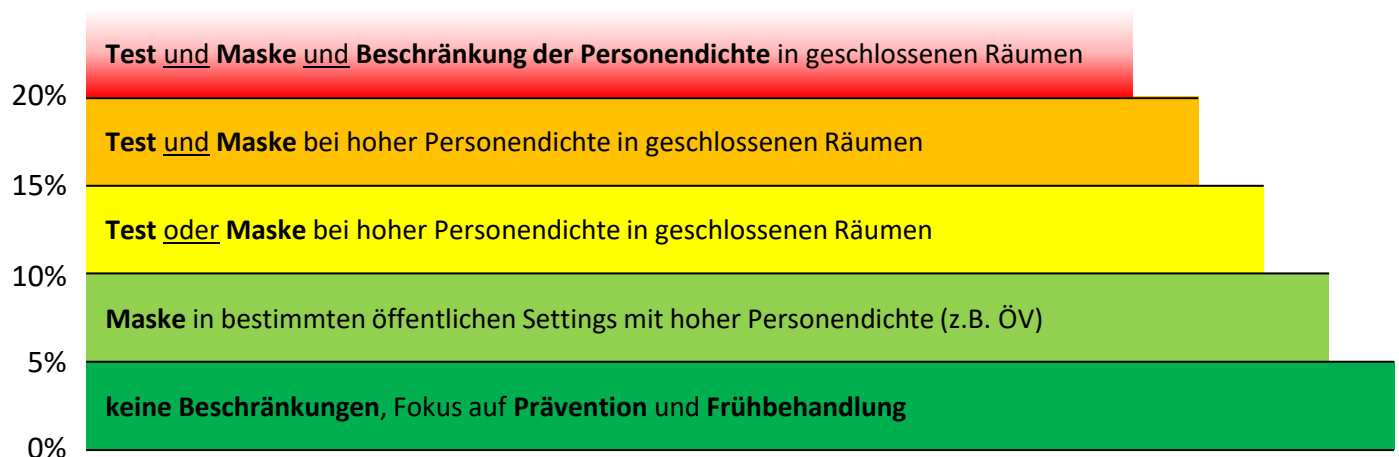 Test und Maske und Beschränkung der Personendichte in geschlossenen Räumen
20%
Test und Maske bei hoher Personendichte in geschlossenen Räumen
15%
Test oder Maske bei hoher Personendichte in geschlossenen Räumen
10%
Maske in bestimmten öffentlichen Settings mit hoher Personendichte (z.B. ÖV)
5%
keine Beschränkungen, Fokus auf Prävention und Frühbehandlung
0%